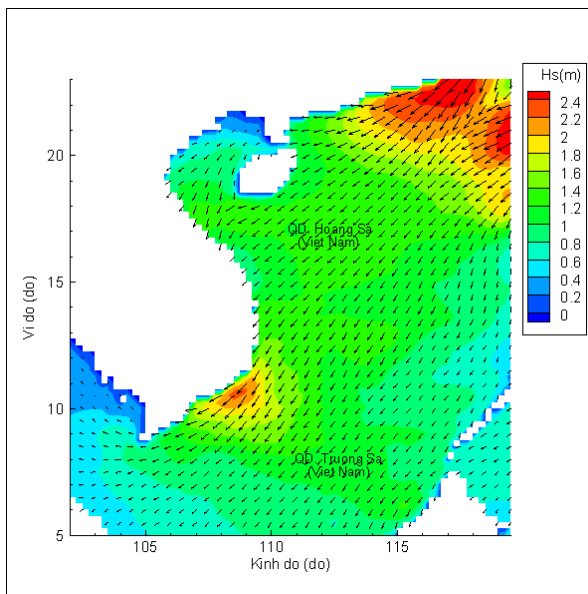 Hs(m)
2.4
2.2
2
1.8
1.6
1.4
1.2
1
0.8
0.6
0.4
0.2
0
20
15
10
5
Vi do (do)
QD. Hoang Sa
(Viet Nam)
QD. Truong Sa
(Viet Nam)
105
110
115
Kinh do (do)